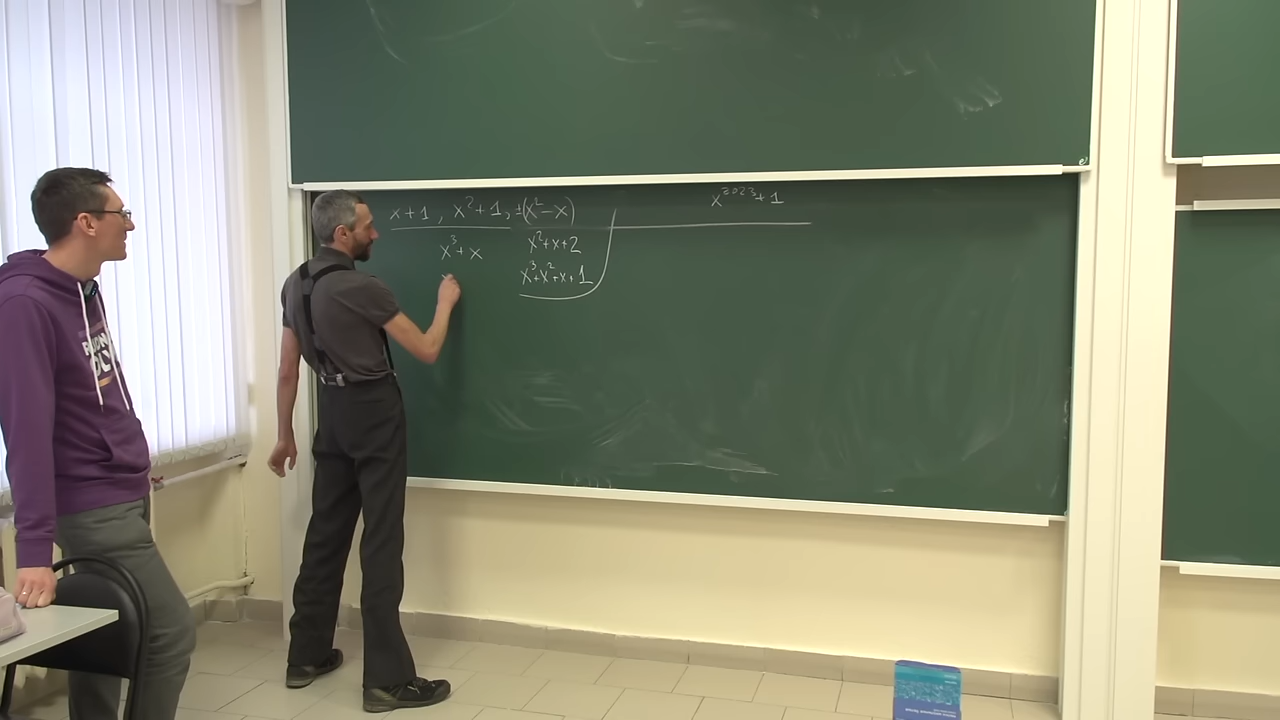 x+1, x²+1, ±(x²−x)
x³+x
x²+x+2
x³+x²+x+1
x²⁰²³+1